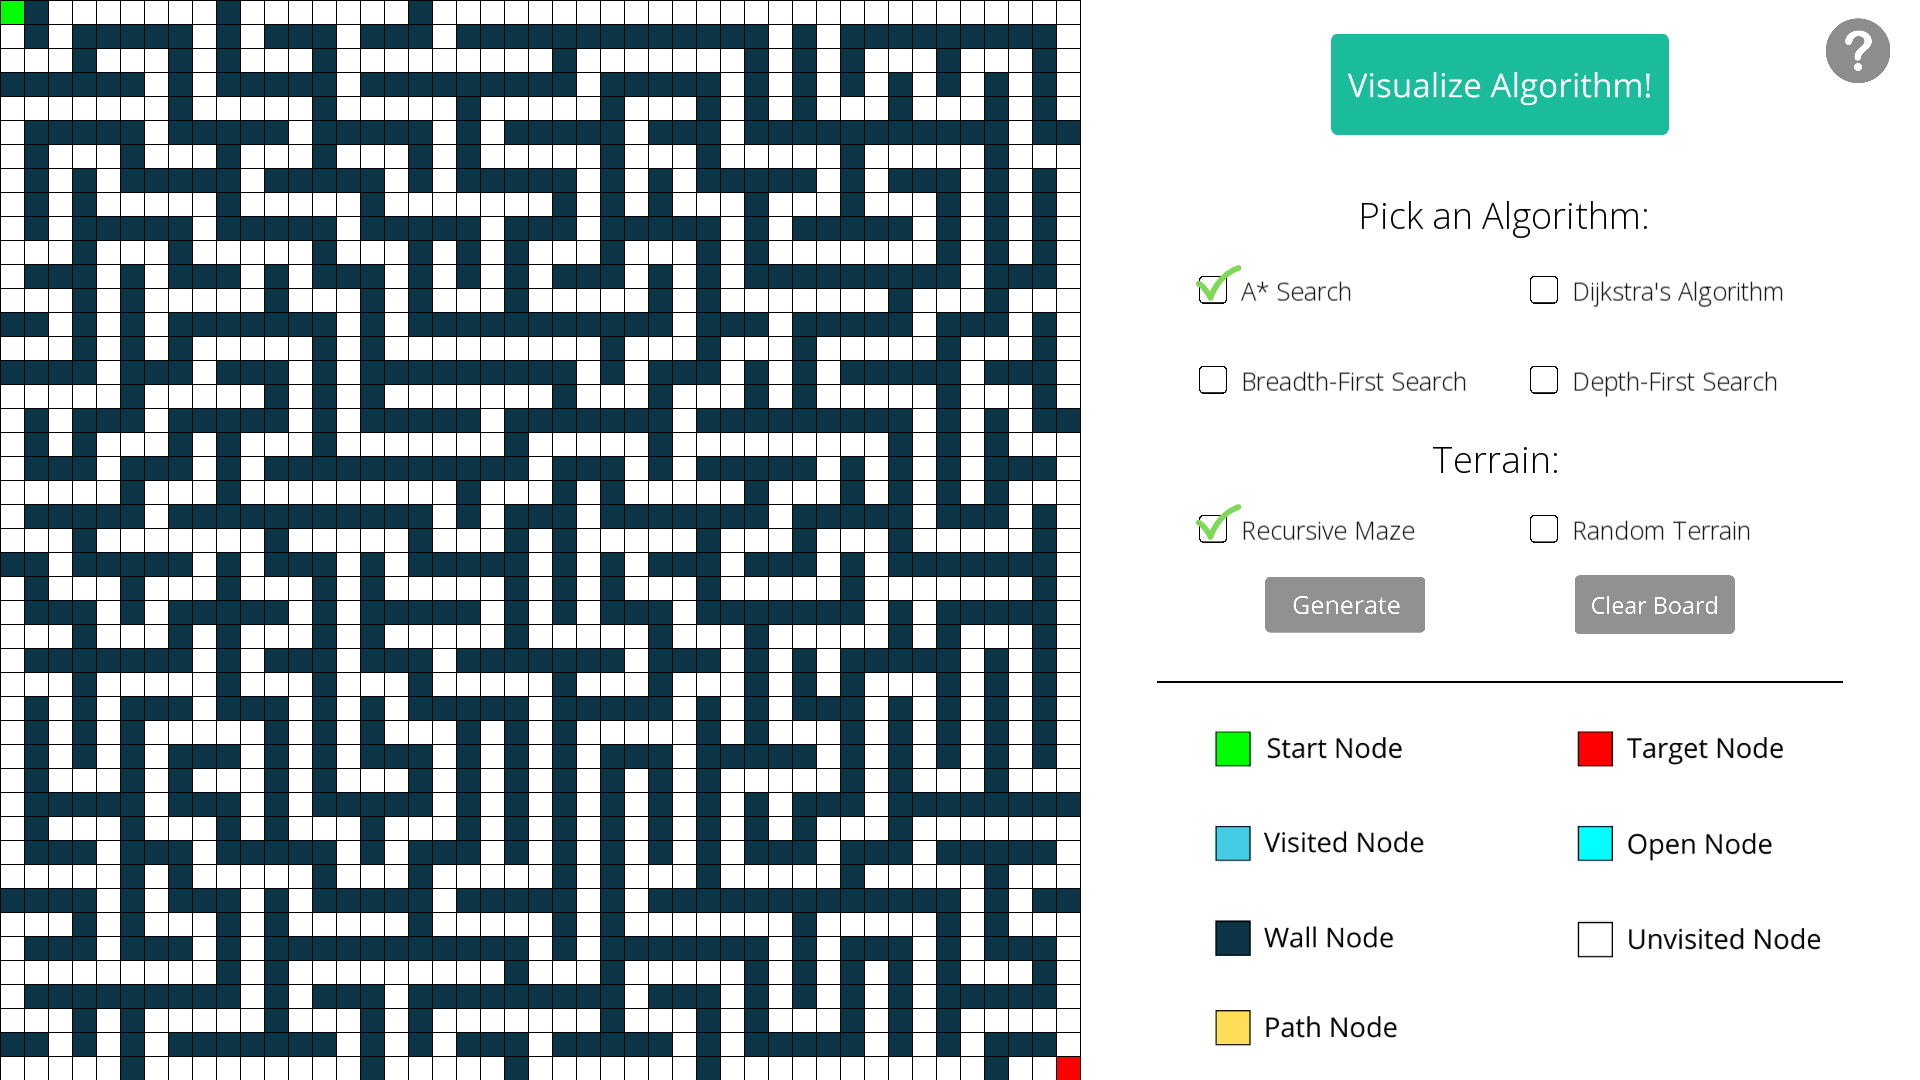 Visualize Algorithm!
?
Pick an Algorithm:
A* Search
Dijkstra's Algorithm
Breadth-First Search
Depth-First Search
Terrain:
Recursive Maze
Random Terrain
Generate
Clear Board
Start Node
Target Node
Visited Node
Open Node
Wall Node
Unvisited Node
Path Node